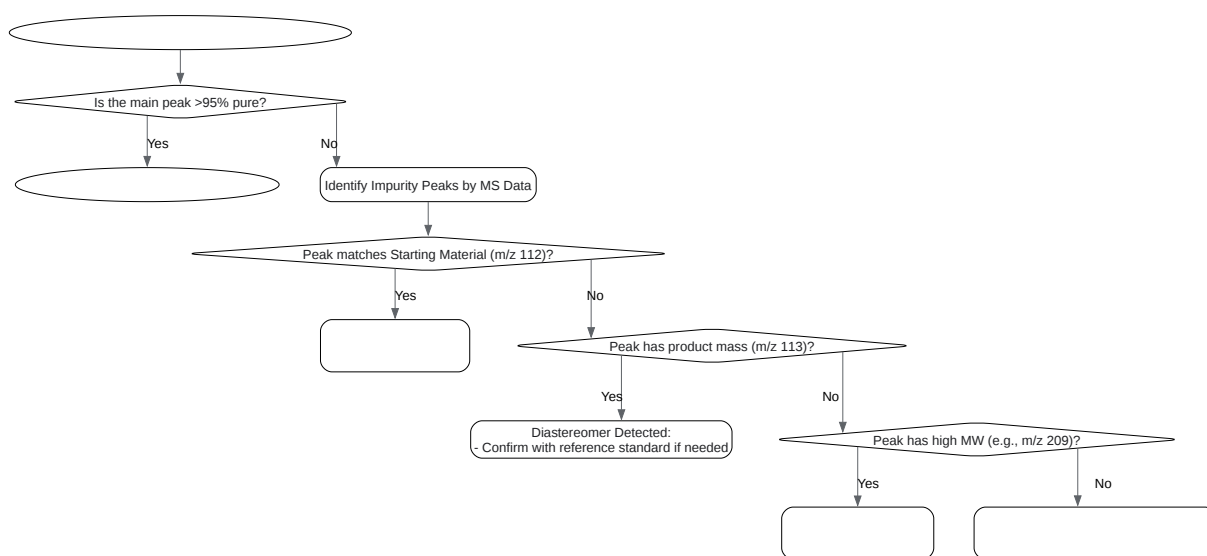 Is the main peak >95% pure?
Yes
No
Identify Impurity Peaks by MS Data
Peak matches Starting Material (m/z 112)?
Yes
No
Peak has product mass (m/z 113)?
Yes
No
Diastereomer Detected:
- Confirm with reference standard if needed
Peak has high MW (e.g., m/z 209)?
Yes
No